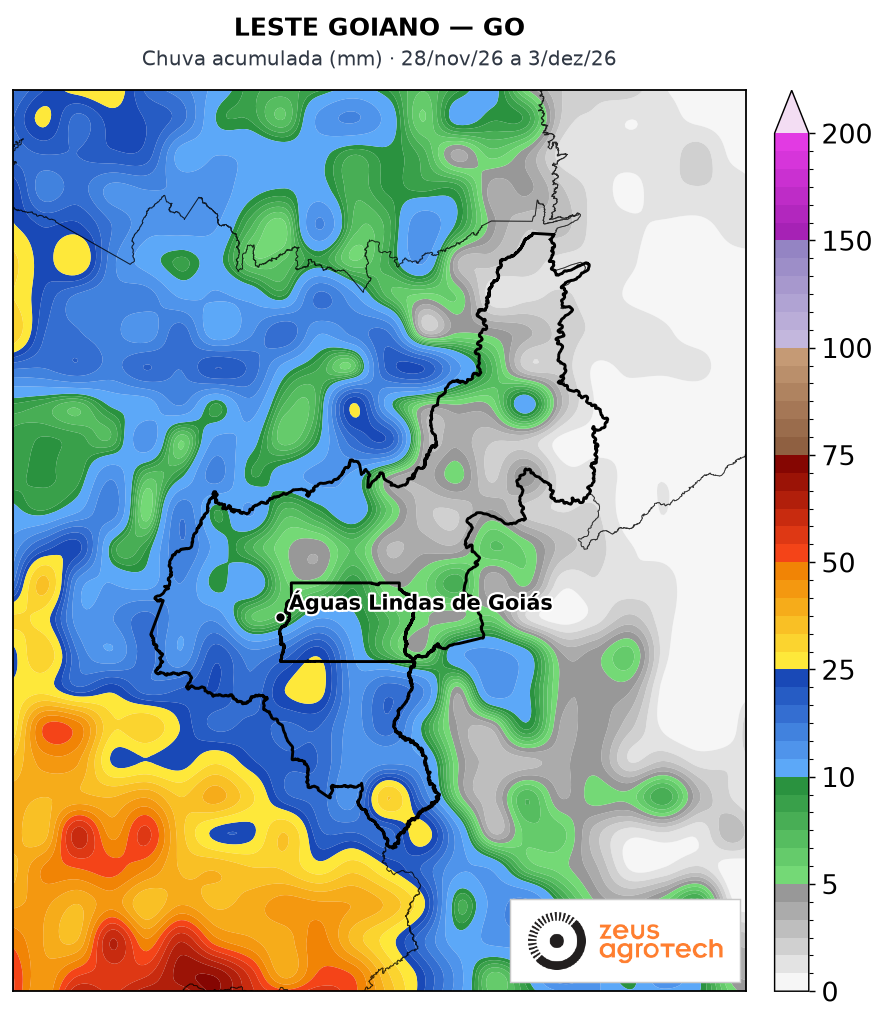 LESTE GOIANO — GO
Chuva acumulada (mm) · 28/nov/26 a 3/dez/26
200
150
100
75
50
25
10
5
0
Águas Lindas de Goiás
zeus
agrotech